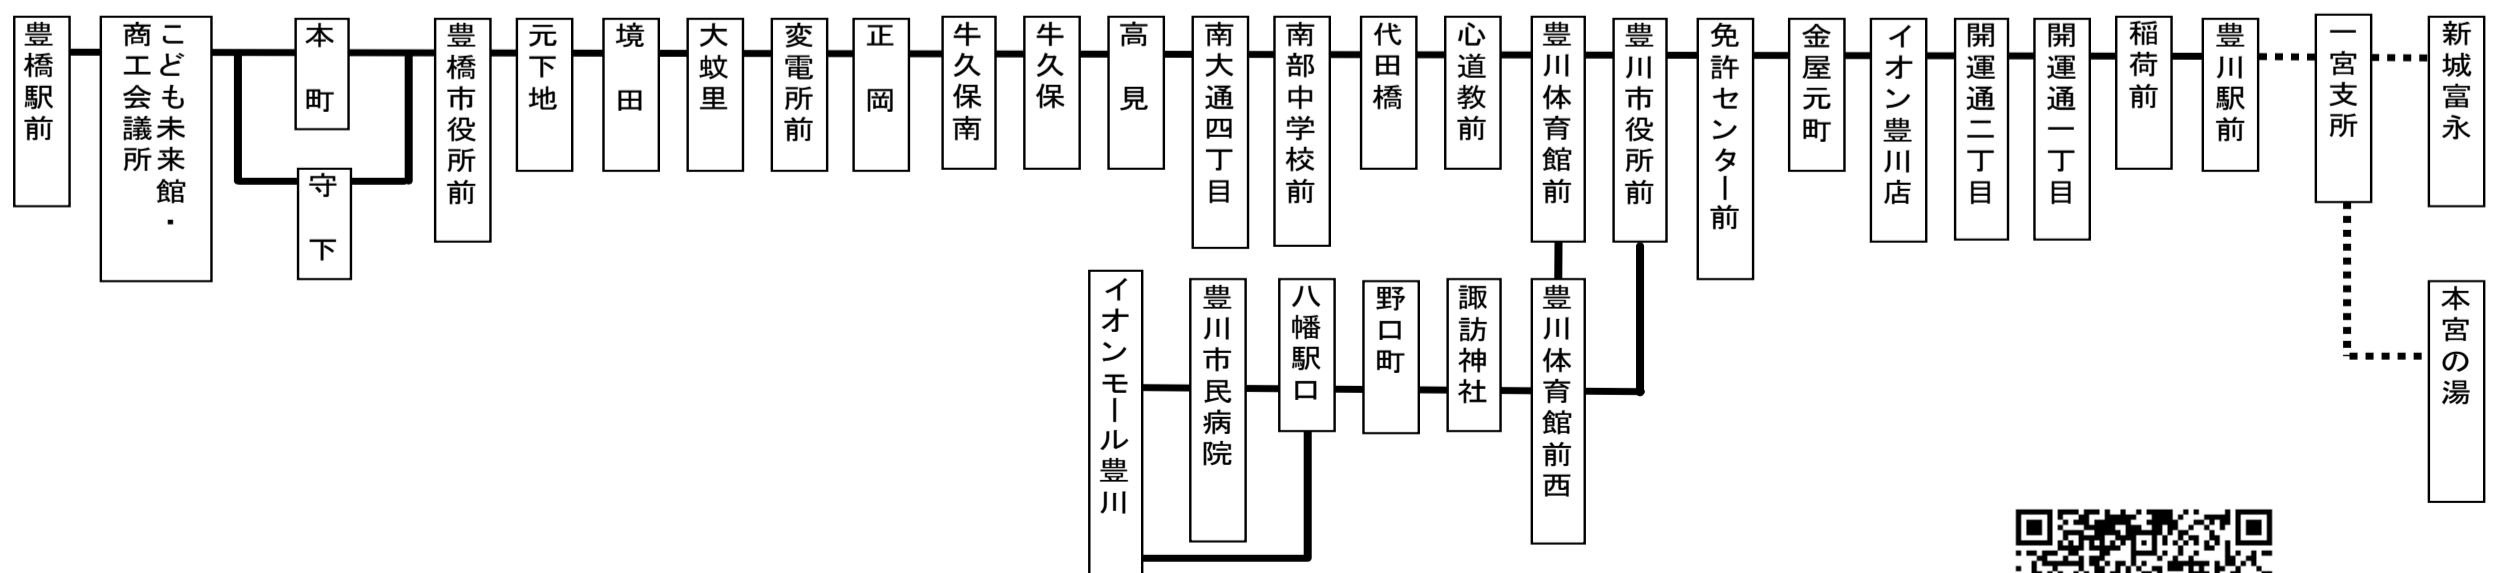 豊橋駅前
こども未来館・
商工会議所
本町
守下
豊橋市役所前
元下地
境田
大蚊里
変電所前
正岡
牛久保南
牛久保
高見
南大通四丁目
南部中学校前
代田橋
心道教前
豊川体育館前
豊川市役所前
免許センター前
金屋元町
イオン豊川店
開運通二丁目
開運通一丁目
稲荷前
豊川駅前
一宮支所
新城富永
イオンモール豊川
豊川市民病院
八幡駅口
野口町
諏訪神社
豊川体育館前西
本宮の湯